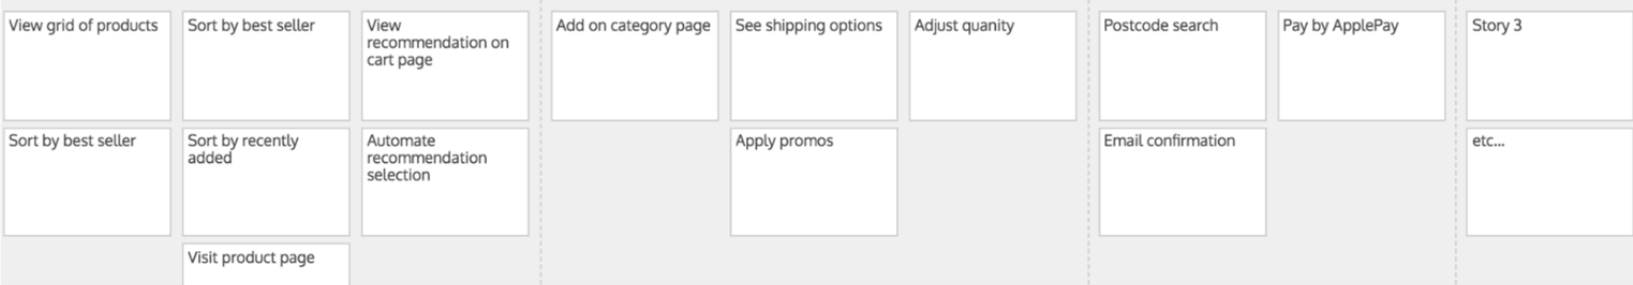 View grid of products
Sort by best seller
View
recommendation on
cart page
Add on category page
See shipping options
Adjust quanity
Postcode search
Pay by ApplePay
Story 3
Sort by best seller
Sort by recently
added
Automate
recommendation
selection
Apply promos
Email confirmation
etc...
Visit product page